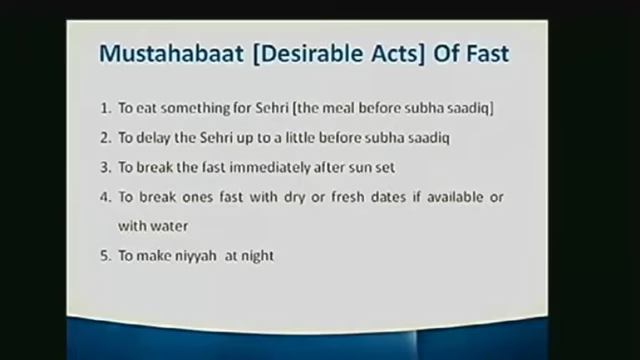 Mustahabaat [Desirable Acts] Of Fast
1. To eat something for Sehri [the meal before subha saadiq]
2. To delay the Sehri up to a little before subha saadiq
3. To break the fast immediately after sun set
4. To break ones fast with dry or fresh dates if available or
with water
5. To make niyyah at night